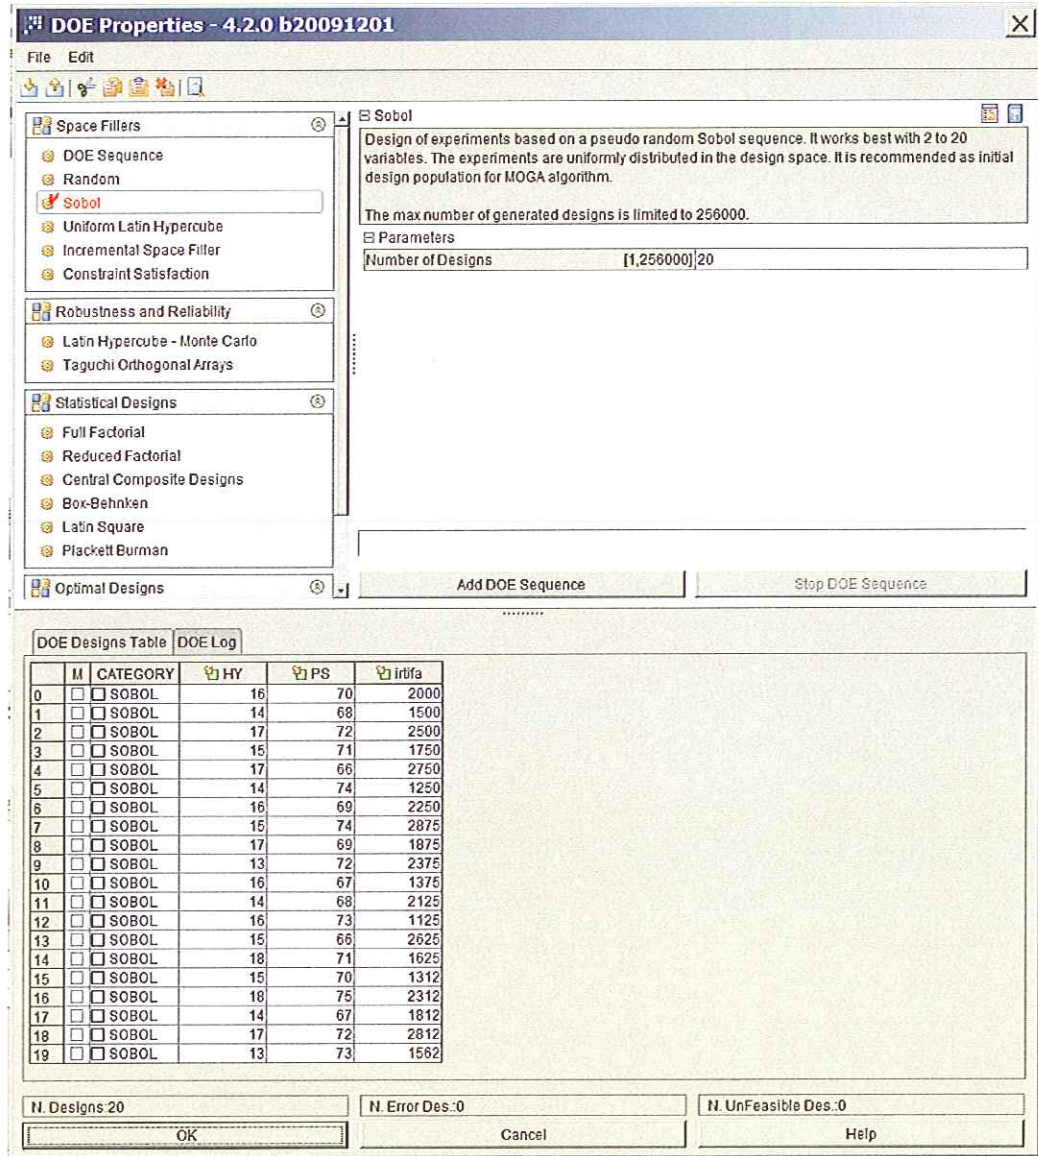 DOE Properties - 4.2.0 b20091201
File Edit
Space Fillers
DOE Sequence
Random
Sobol
Uniform Latin Hypercube
Incremental Space Filler
Constraint Satisfaction
Robustness and Reliability
Latin Hypercube - Monte Carlo
Taguchi Orthogonal Arrays
Statistical Designs
Full Factorial
Reduced Factorial
Central Composite Designs
Box-Behnken
Latin Square
Plackett Burman
Optimal Designs
Sobol
Design of experiments based on a pseudo random Sobol sequence. It works best with 2 to 20
variables. The experiments are uniformly distributed in the design space. It is recommended as initial
design population for MOGA algorithm.
The max number of generated designs is limited to 256000.
Parameters
Number of Designs [1,256000] 20
Add DOE Sequence Stop DOE Sequence
DOE Designs Table DOE Log
M CATEGORY HY PS irtifa
0 SOBOL 16 70 2000
1 SOBOL 14 68 1500
2 SOBOL 17 72 2500
3 SOBOL 15 71 1750
4 SOBOL 17 66 2750
5 SOBOL 14 74 1250
6 SOBOL 16 69 2250
7 SOBOL 15 74 2875
8 SOBOL 17 69 1875
9 SOBOL 13 72 2375
10 SOBOL 16 67 1375
11 SOBOL 14 68 2125
12 SOBOL 16 73 1125
13 SOBOL 15 66 2625
14 SOBOL 18 71 1625
15 SOBOL 15 70 1312
16 SOBOL 18 75 2312
17 SOBOL 14 67 1812
18 SOBOL 17 72 2812
19 SOBOL 13 73 1562
N. Designs:20 N. Error Des.:0 N. UnFeasible Des.:0
OK Cancel Help